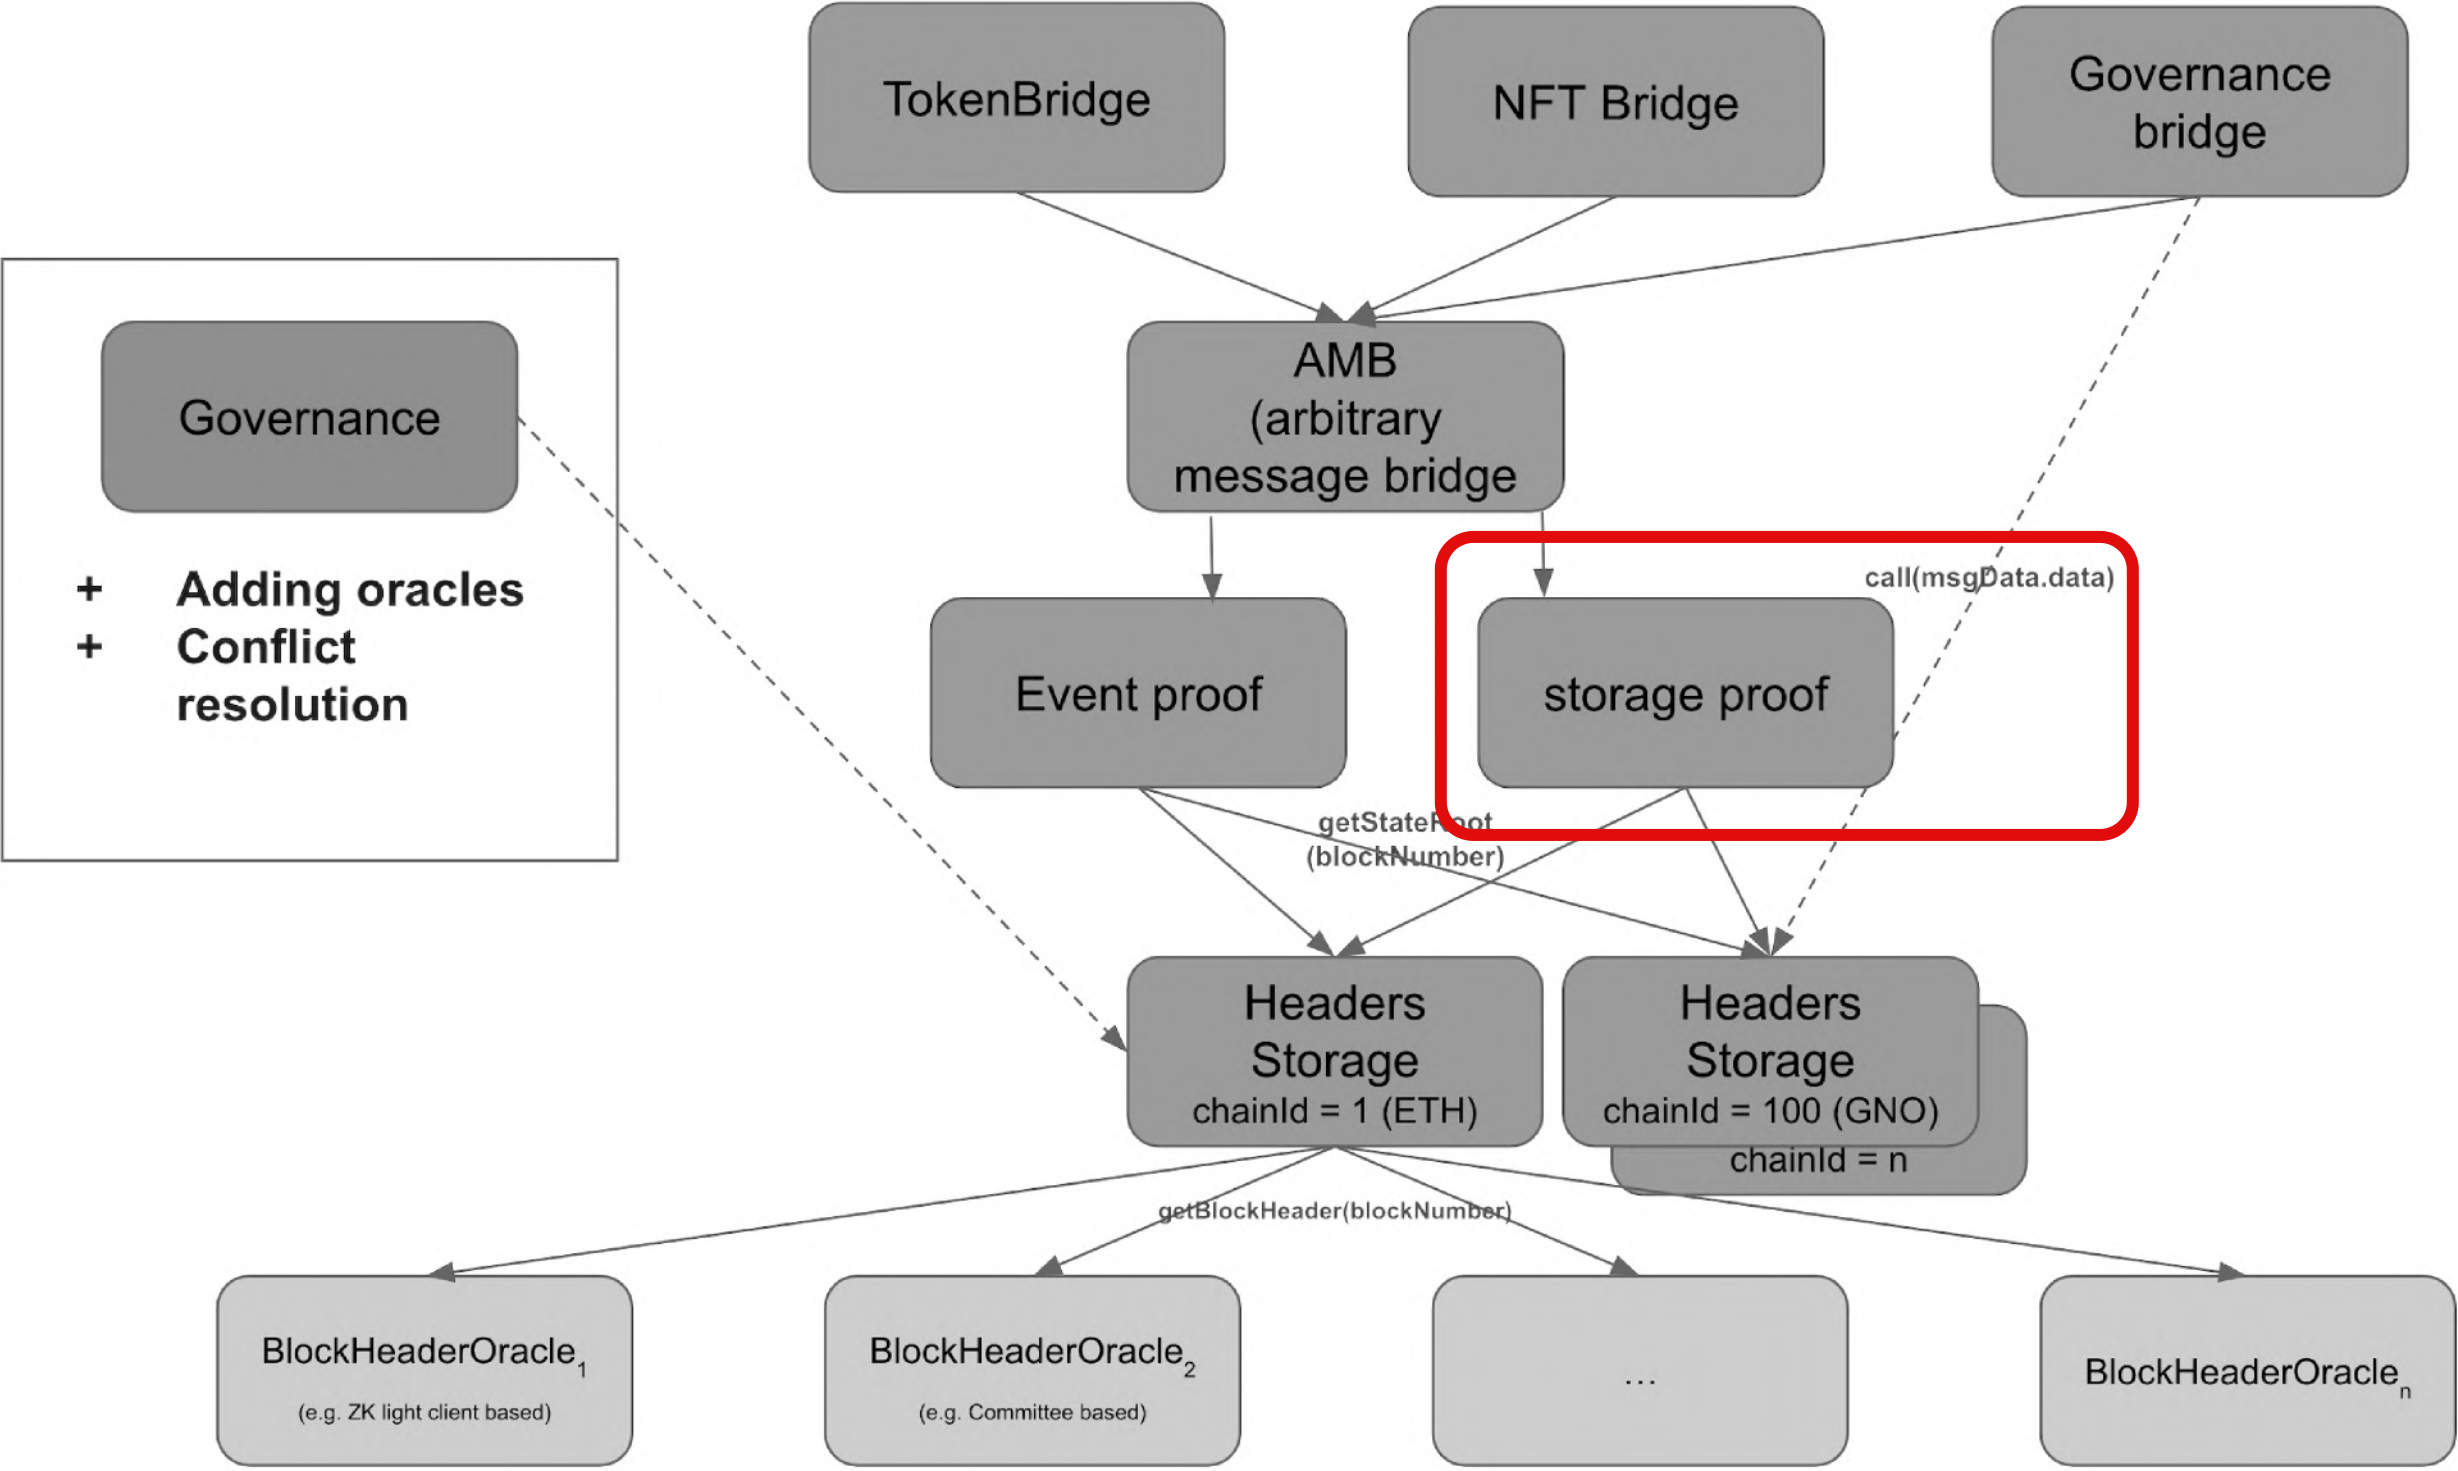 TokenBridge
NFT Bridge
Governance
bridge
Governance
+ Adding oracles
+ Conflict
resolution
AMB
(arbitrary
message bridge
call(msgData.data)
Event proof
storage proof
getStateRoot
(blockNumber)
Headers
Storage
chainId = 1 (ETH)
Headers
Storage
chainId = 100 (GNO)
chainId = n
getBlockHeader(blockNumber)
BlockHeaderOracle1
(e.g. ZK light client based)
BlockHeaderOracle2
(e.g. Committee based)
...
BlockHeaderOraclen